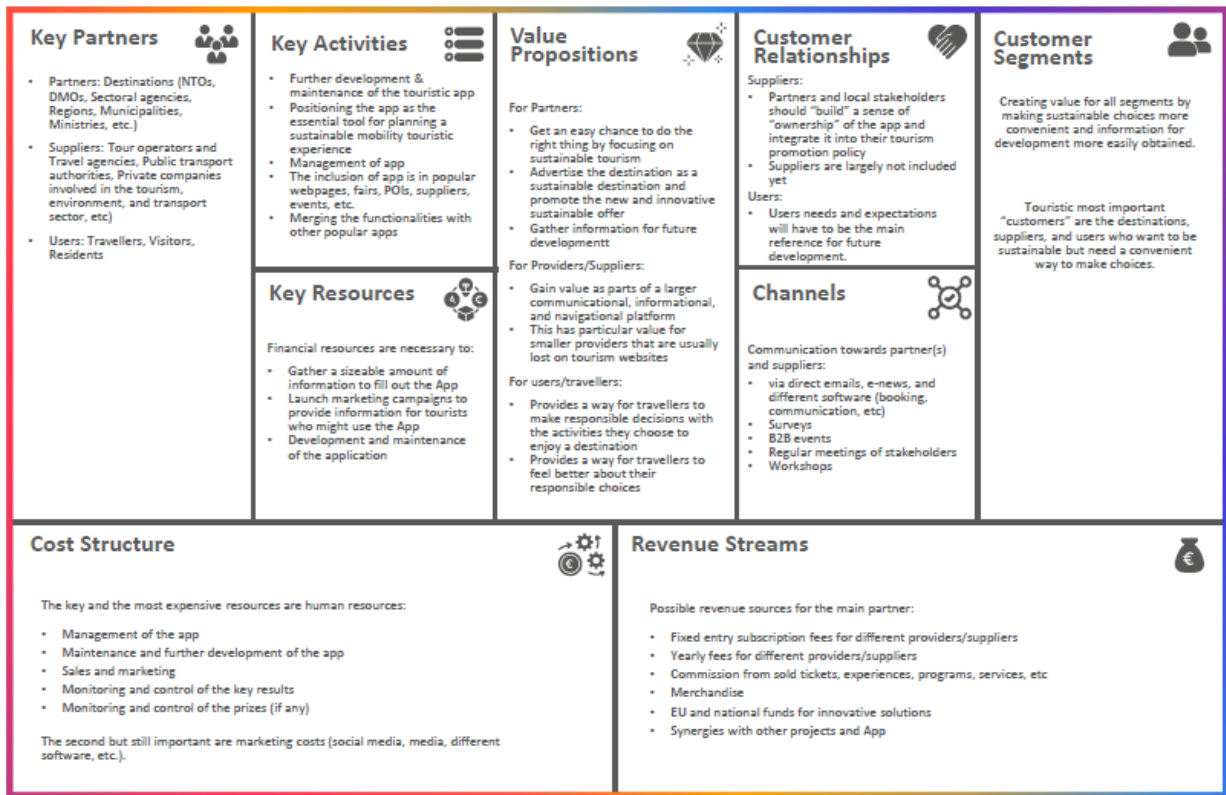 Key Partners
• Partners: Destinations (NTOs,
DMOs, Sectoral agencies,
Regions, Municipalities,
Ministries, etc.)
• Suppliers: Tour operators and
Travel agencies, Public transport
authorities, Private companies
involved in the tourism,
environment, and transport
sector, etc)
• Users: Travellers, Visitors,
Residents
Key Activities
• Further development &
maintenance of the touristic app
• Positioning the app as the
essential tool for planning a
sustainable mobility touristic
experience
• Management of app
• The inclusion of app is in popular
webpages, fairs, POIs, suppliers,
events, etc.
• Merging the functionalities with
other popular apps
Key Resources
A
C
Financial resources are necessary to:
• Gather a sizeable amount of
information to fill out the App
• Launch marketing campaigns to
provide information for tourists
who might use the App
• Development and maintenance
of the application
Value
Propositions
For Partners:
• Get an easy chance to do the
right thing by focusing on
sustainable tourism
• Advertise the destination as a
sustainable destination and
promote the new and innovative
sustainable offer
• Gather information for future
developmentt
For Providers/Suppliers:
• Gain value as parts of a larger
communicational, informational,
and navigational platform
• This has particular value for
smaller providers that are usually
lost on tourism websites
For users/travellers:
• Provides a way for travellers to
make responsible decisions with
the activities they choose to
enjoy a destination
• Provides a way for travellers to
feel better about their
responsible choices
Customer
Relationships
Suppliers:
• Partners and local stakeholders
should “build” a sense of
“ownership” of the app and
integrate it into their tourism
promotion policy
• Suppliers are largely not included
yet
Users:
• Users needs and expectations
will have to be the main
reference for future
development.
Channels
Communication towards partner(s)
and suppliers:
• via direct emails, e-news, and
different software (booking,
communication, etc)
• Surveys
• B2B events
• Regular meetings of stakeholders
• Workshops
Customer
Segments
Creating value for all segments by
making sustainable choices more
convenient and information for
development more easily obtained.
Touristic most important
“customers” are the destinations,
suppliers, and users who want to be
sustainable but need a convenient
way to make choices.
Cost Structure
€
The key and the most expensive resources are human resources:
• Management of the app
• Maintenance and further development of the app
• Sales and marketing
• Monitoring and control of the key results
• Monitoring and control of the prizes (if any)
The second but still important are marketing costs (social media, media, different
software, etc.).
Revenue Streams
€
Possible revenue sources for the main partner:
• Fixed entry subscription fees for different providers/suppliers
• Yearly fees for different providers/suppliers
• Commission from sold tickets, experiences, programs, services, etc
• Merchandise
• EU and national funds for innovative solutions
• Synergies with other projects and App